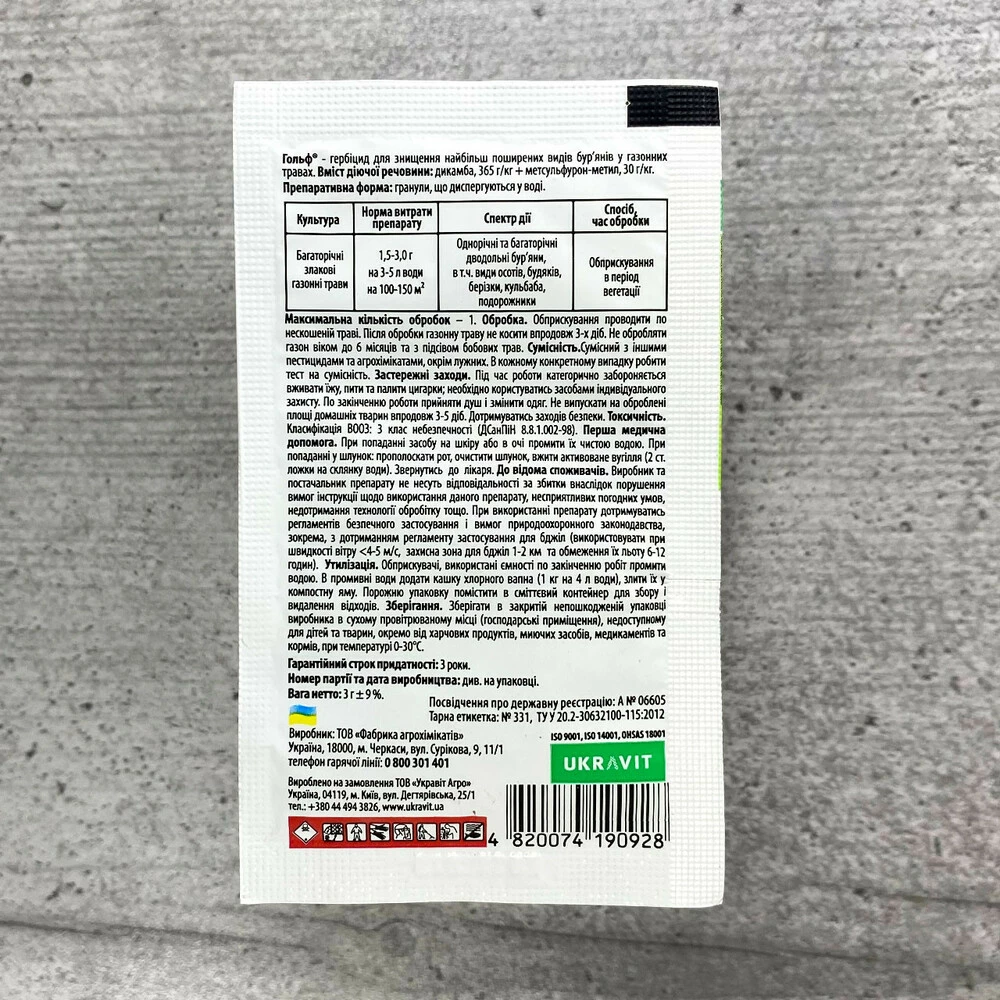 Гольф® - гербіцид для знищення найбільш поширених видів бур'янів у газонних
травах. Вміст діючої речовини: дикамба, 365 г/кг + метсульфурон-метил, 30 г/кг.
Препаративна форма: гранули, що диспергуються у воді.
Культура
Норма витрати
препарату
Спектр дії
Спосіб,
час обробки
Багаторічні
злакові
газонні трави
1,5-3,0 г
на 3-5 л води
на 100-150 м²
Однорічні та багаторічні
дводольні бур'яни,
в т.ч. види осотів, будяків,
берізки, кульбаба,
подорожники
Обприскування
в період
вегетації
Максимальна кількість обробок – 1. Обробка. Обприскування проводити по
нескошеній траві. Після обробки газонну траву не косити впродовж 3-х діб. Не обробляти
газон віком до 6 місяців та з підсівом бобових трав. Сумісність.Сумісний з іншими
пестицидами та агрохімікатами, окрім лужних. В кожному конкретному випадку робити
тест на сумісність. Застережні заходи. Під час роботи категорично забороняється
вживати їжу, пити та палити цигарки; необхідно користуватись засобами індивідуального
захисту. По закінченню роботи прийняти душ і змінити одяг. Не випускати на оброблені
площі домашніх тварин впродовж 3-5 діб. Дотримуватись заходів безпеки. Токсичність.
Класифікація ВООЗ: 3 клас небезпечності (ДСанПіН 8.8.1.002-98). Перша медична
допомога. При попаданні засобу на шкіру або в очі промити їх чистою водою. При
попаданні у шлунок: прополоскати рот, очистити шлунок, вжити активоване вугілля (2 ст.
ложки на склянку води). Звернутись до лікаря. До відома споживачів. Виробник та
постачальник препарату не несуть відповідальності за збитки внаслідок порушення
вимог інструкції щодо використання даного препарату, несприятливих погодних умов,
недотримання технології обробітку тощо. При використанні препарату дотримуватись
регламентів безпечного застосування і вимог природоохоронного законодавства,
зокрема, з дотриманням регламенту застосування для бджіл (використовувати при
швидкості вітру <4-5 м/с, захисна зона для бджіл 1-2 км та обмеження їх льоту 6-12
годин). Утилізація. Обприскувачі, використані ємності по закінченню робіт промити
водою. В промивні води додати кашку хлорного вапна (1 кг на 4 л води), злити їх у
компостну яму. Порожню упаковку помістити в сміттєвий контейнер для збору і
видалення відходів. Зберігання. Зберігати в закритій непошкодженій упаковці
виробника в сухому провітрюваному місці (господарські приміщення), недоступному
для дітей та тварин, окремо від харчових продуктів, миючих засобів, медикаментів та
кормів, при температурі 0-30°С.
Гарантійний строк придатності: 3 роки.
Номер партії та дата виробництва: див. на упаковці.
Вага нетто: 3 г ± 9%.
Посвідчення про державну реєстрацію: А № 06605
Тарна етикетка: № 331, ТУ У 20.2-30632100-115:2012
Виробник: ТОВ «Фабрика агрохімікатів»
Україна, 18000, м. Черкаси, вул. Сурікова, 9, 11/1
телефон гарячої лінії: 0 800 301 401
ISO 9001, ISO 14001, OHSAS 18001
UKRAVIT
Вироблено на замовлення ТОВ «Укравіт Агро»
Україна, 04119, м. Київ, вул. Дегтярівська, 25/1
тел.: +380 44 494 3826, www.ukravit.ua
4 820074 190928